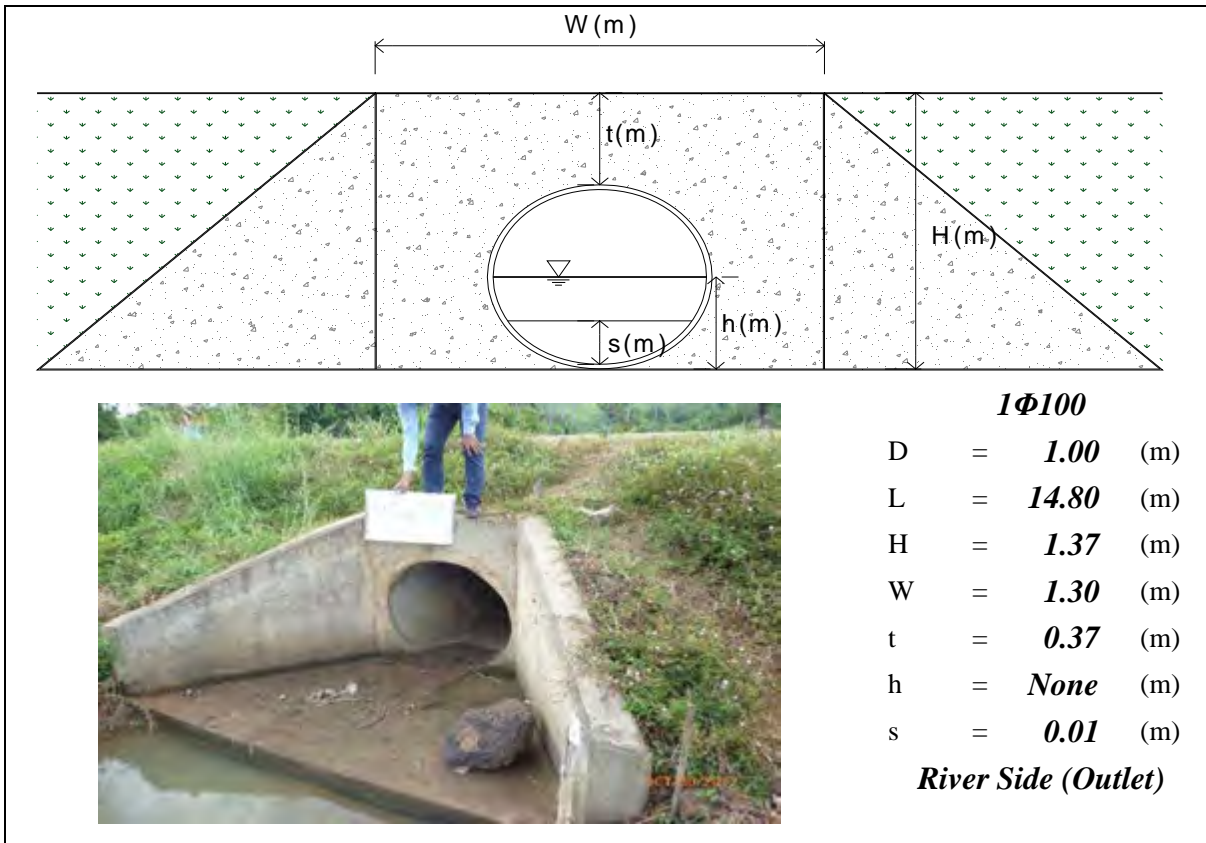 W(m)
t(m)
H(m)
h(m)
s(m)
1Φ100
D = 1.00 (m)
L = 14.80 (m)
H = 1.37 (m)
W = 1.30 (m)
t = 0.37 (m)
h = None (m)
s = 0.01 (m)
River Side (Outlet)